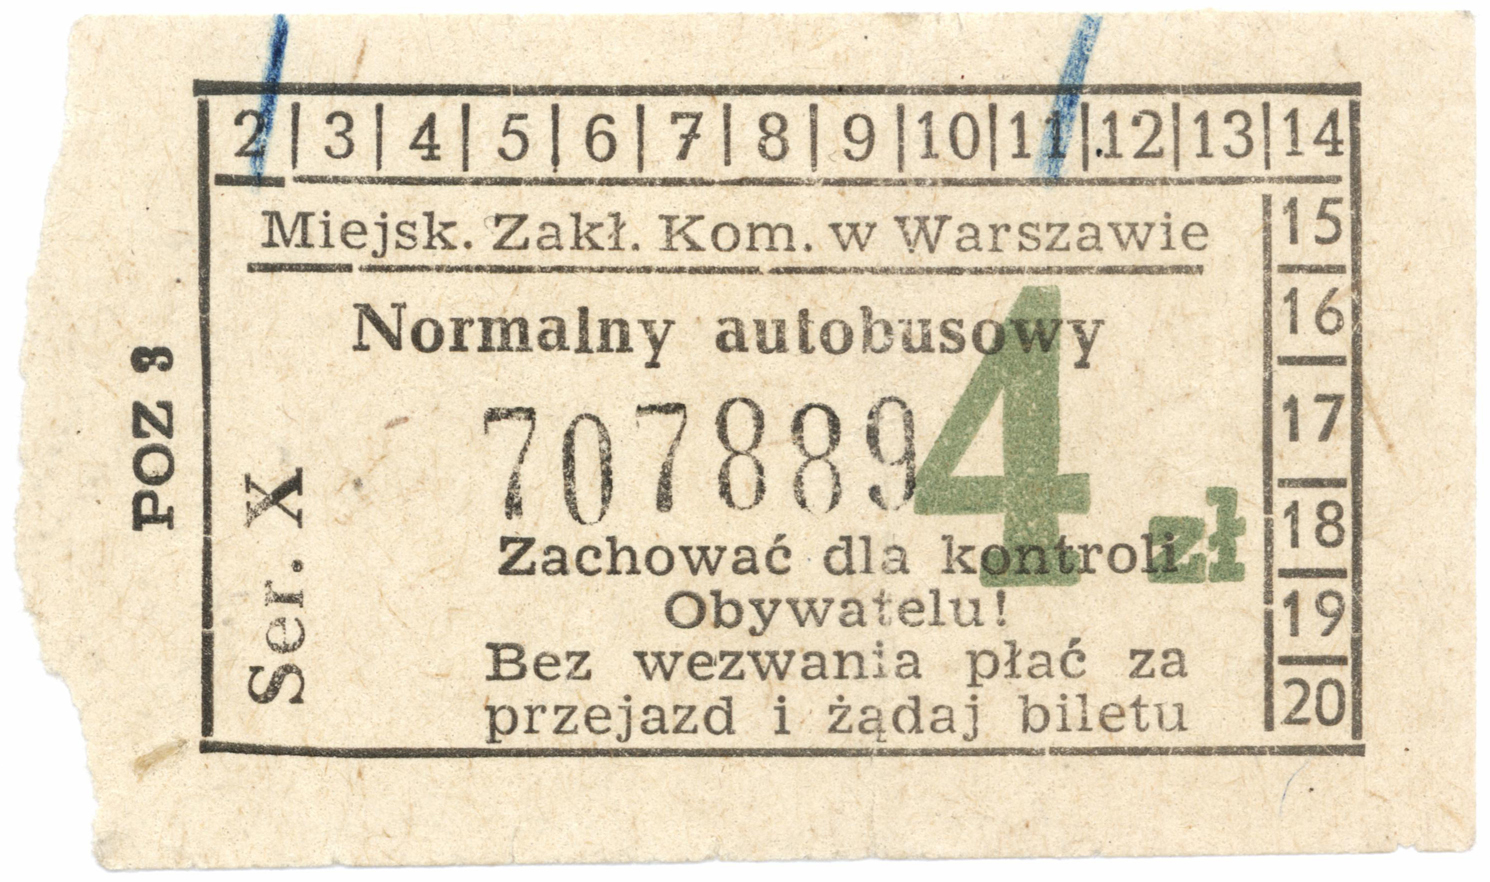 2 | 3 | 4 | 5 | 6 | 7 | 8 | 9 | 10 | 11 | 12 | 13 | 14
Miejsk. Zakł. Kom. w Warszawie
Normalny autobusowy
707889
4 zł
Zachować dla kontroli
Obywatelu!
Bez wezwania płać za
przejazd i żądaj biletu
15
16
17
18
19
20
Ser. X
POZ 3